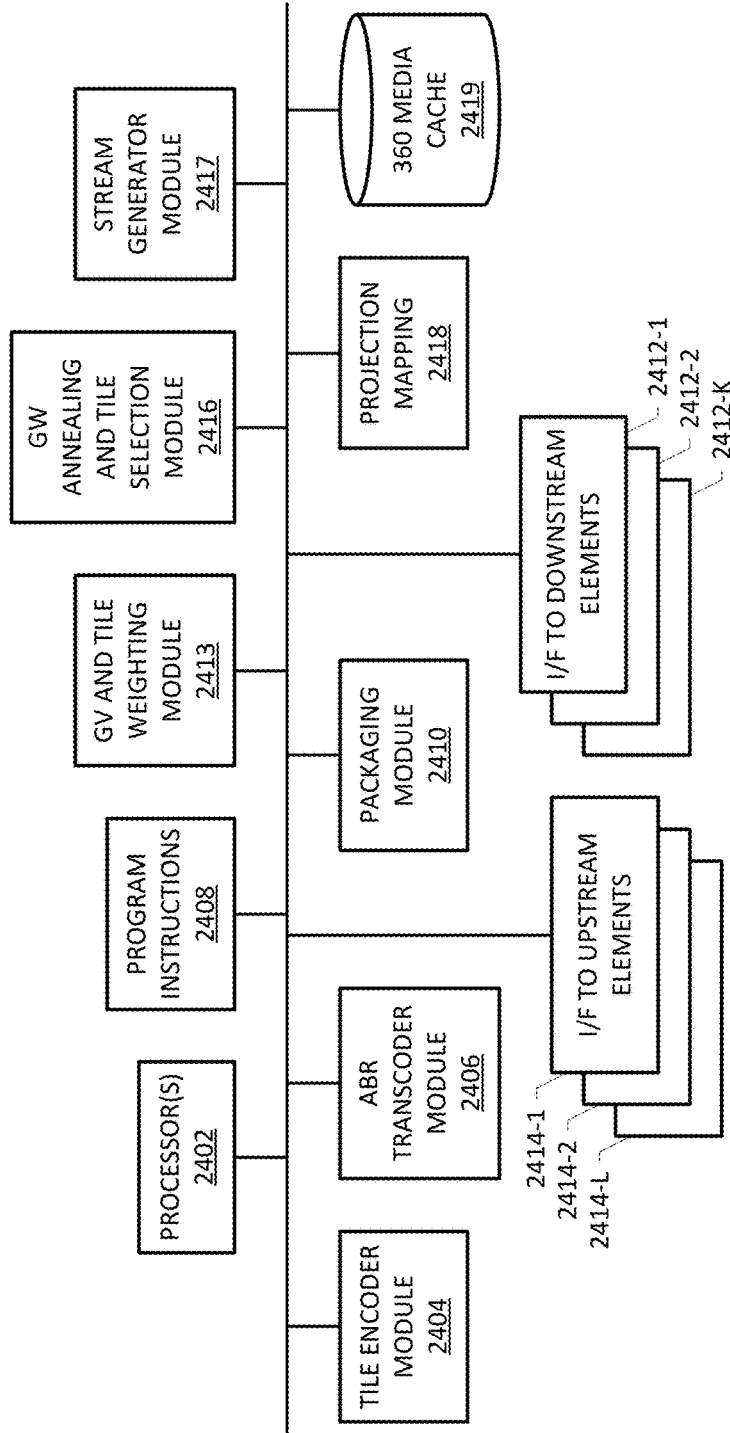 PROCESSOR(S)
2402
PROGRAM
INSTRUCTIONS
2408
GV AND TILE
WEIGHTING
MODULE
2413
GW
ANNEALING
AND TILE
SELECTION
MODULE
2416
STREAM
GENERATOR
MODULE
2417
TILE ENCODER
MODULE
2404
ABR
TRANSCODER
MODULE
2406
PACKAGING
MODULE
2410
PROJECTION
MAPPING
2418
360 MEDIA
CACHE
2419
I/F TO UPSTREAM
ELEMENTS
2414-1
2414-2
2414-L
I/F TO DOWNSTREAM
ELEMENTS
2412-1
2412-2
2412-K